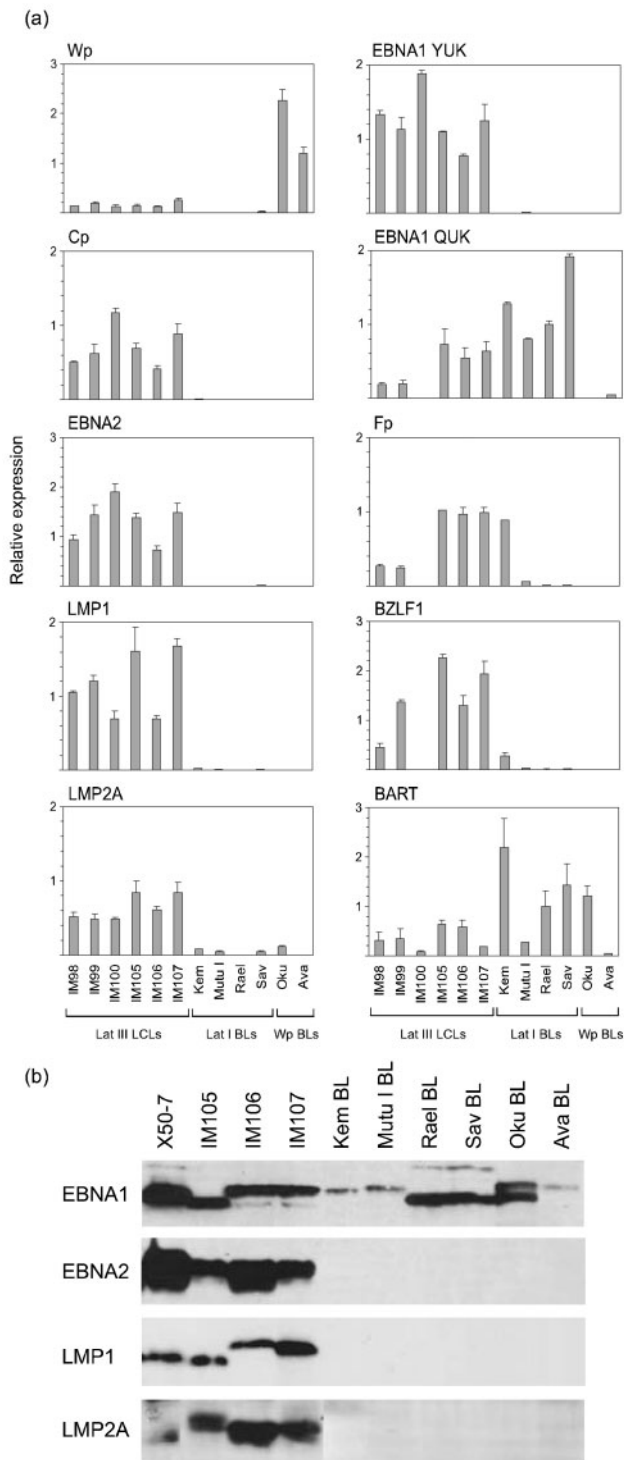 (a)
Wp
3
2
1
Cp
2
1
EBNA2
3
2
1
LMP1
2
1
LMP2A
2
1
Relative expression
IM98
IM99
IM100
IM105
IM106
IM107
Kem
Mutu I
Rael
Sav
Oku
Ava
Lat III LCLs
Lat I BLs
Wp BLs
EBNA1 YUK
2
1
EBNA1 QUK
2
1
Fp
2
1
BZLF1
3
2
1
BART
3
2
1
IM98
IM99
IM100
IM105
IM106
IM107
Kem
Mutu I
Rael
Sav
Oku
Ava
Lat III LCLs
Lat I BLs
Wp BLs
(b)
X50-7
IM105
IM106
IM107
Kem BL
Mutu I BL
Rael BL
Sav BL
Oku BL
Ava BL
EBNA1
EBNA2
LMP1
LMP2A